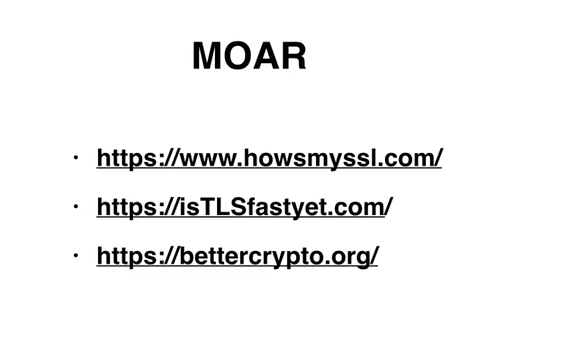 MOAR
• https://www.howsmyssl.com/
• https://isTLSfastyet.com/
• https://bettercrypto.org/